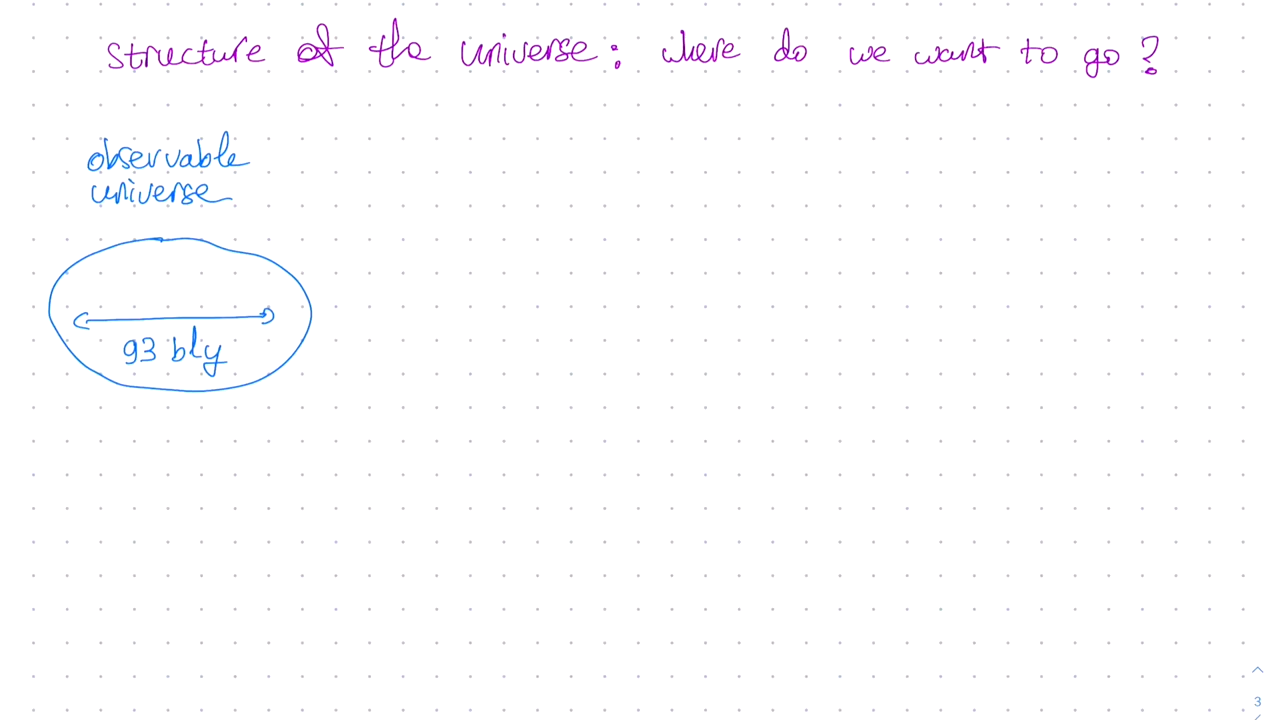 structure of the universe: where do we want to go?
observable
universe
93 bly
3